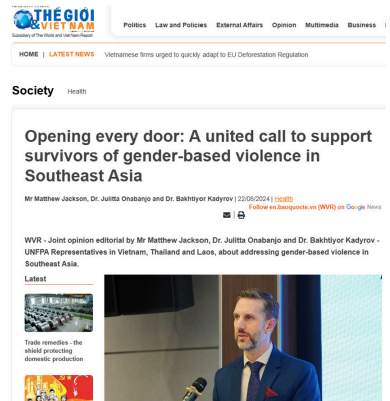 THẾ GIỚI
& VIỆT NAM
Subsidiary of The World and Viet Nam Report
Politics Law and Policies External Affairs Opinion Multimedia Business
HOME | LATEST NEWS Vietnamese firms urged to quickly adapt to EU Deforestation Regulation
Society Health
Opening every door: A united call to support
survivors of gender-based violence in
Southeast Asia
Mr Matthew Jackson, Dr. Julitta Onabanjo and Dr. Bakhtiyor Kadyrov | 22/08/2024 | Health
Follow en.baoquocte.vn (WVR) on Google News
|
WVR - Joint opinion editorial by Mr Matthew Jackson, Dr. Julitta Onabanjo and Dr. Bakhtiyor Kadyrov -
UNFPA Representatives in Vietnam, Thailand and Laos, about addressing gender-based violence in
Southeast Asia.
Latest
Trade remedies - the
shield protecting
domestic production